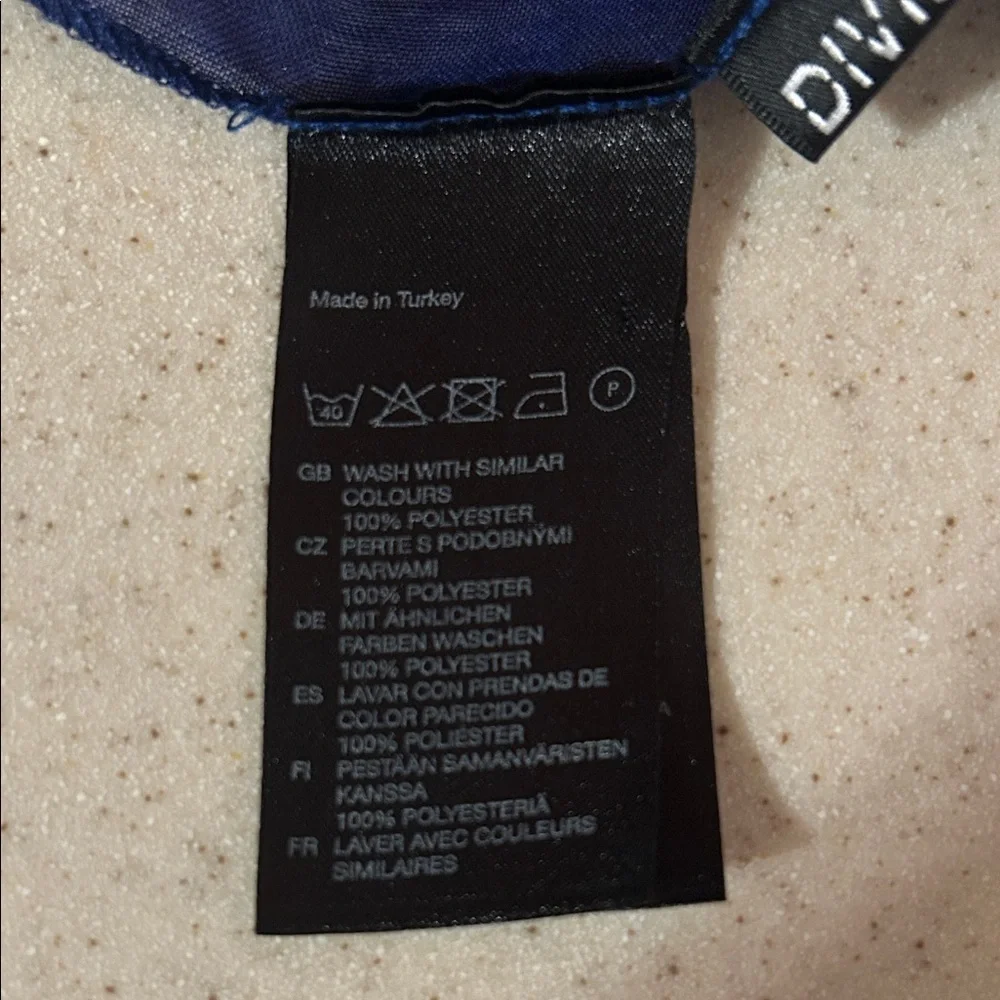 DIVI
Made in Turkey
40 P
GB WASH WITH SIMILAR
COLOURS
100% POLYESTER
CZ PERTE S PODOBNÝMI
BARVAMI
100% POLYESTER
DE MIT ÄHNLICHEN
FARBEN WASCHEN
100% POLYESTER
ES LAVAR CON PRENDAS DE
COLOR PARECIDO
100% POLIÉSTER
FI PESTÄÄN SAMANVÄRISTEN
KANSSA
100% POLYESTERIÄ
FR LAVER AVEC COULEURS
SIMILAIRES